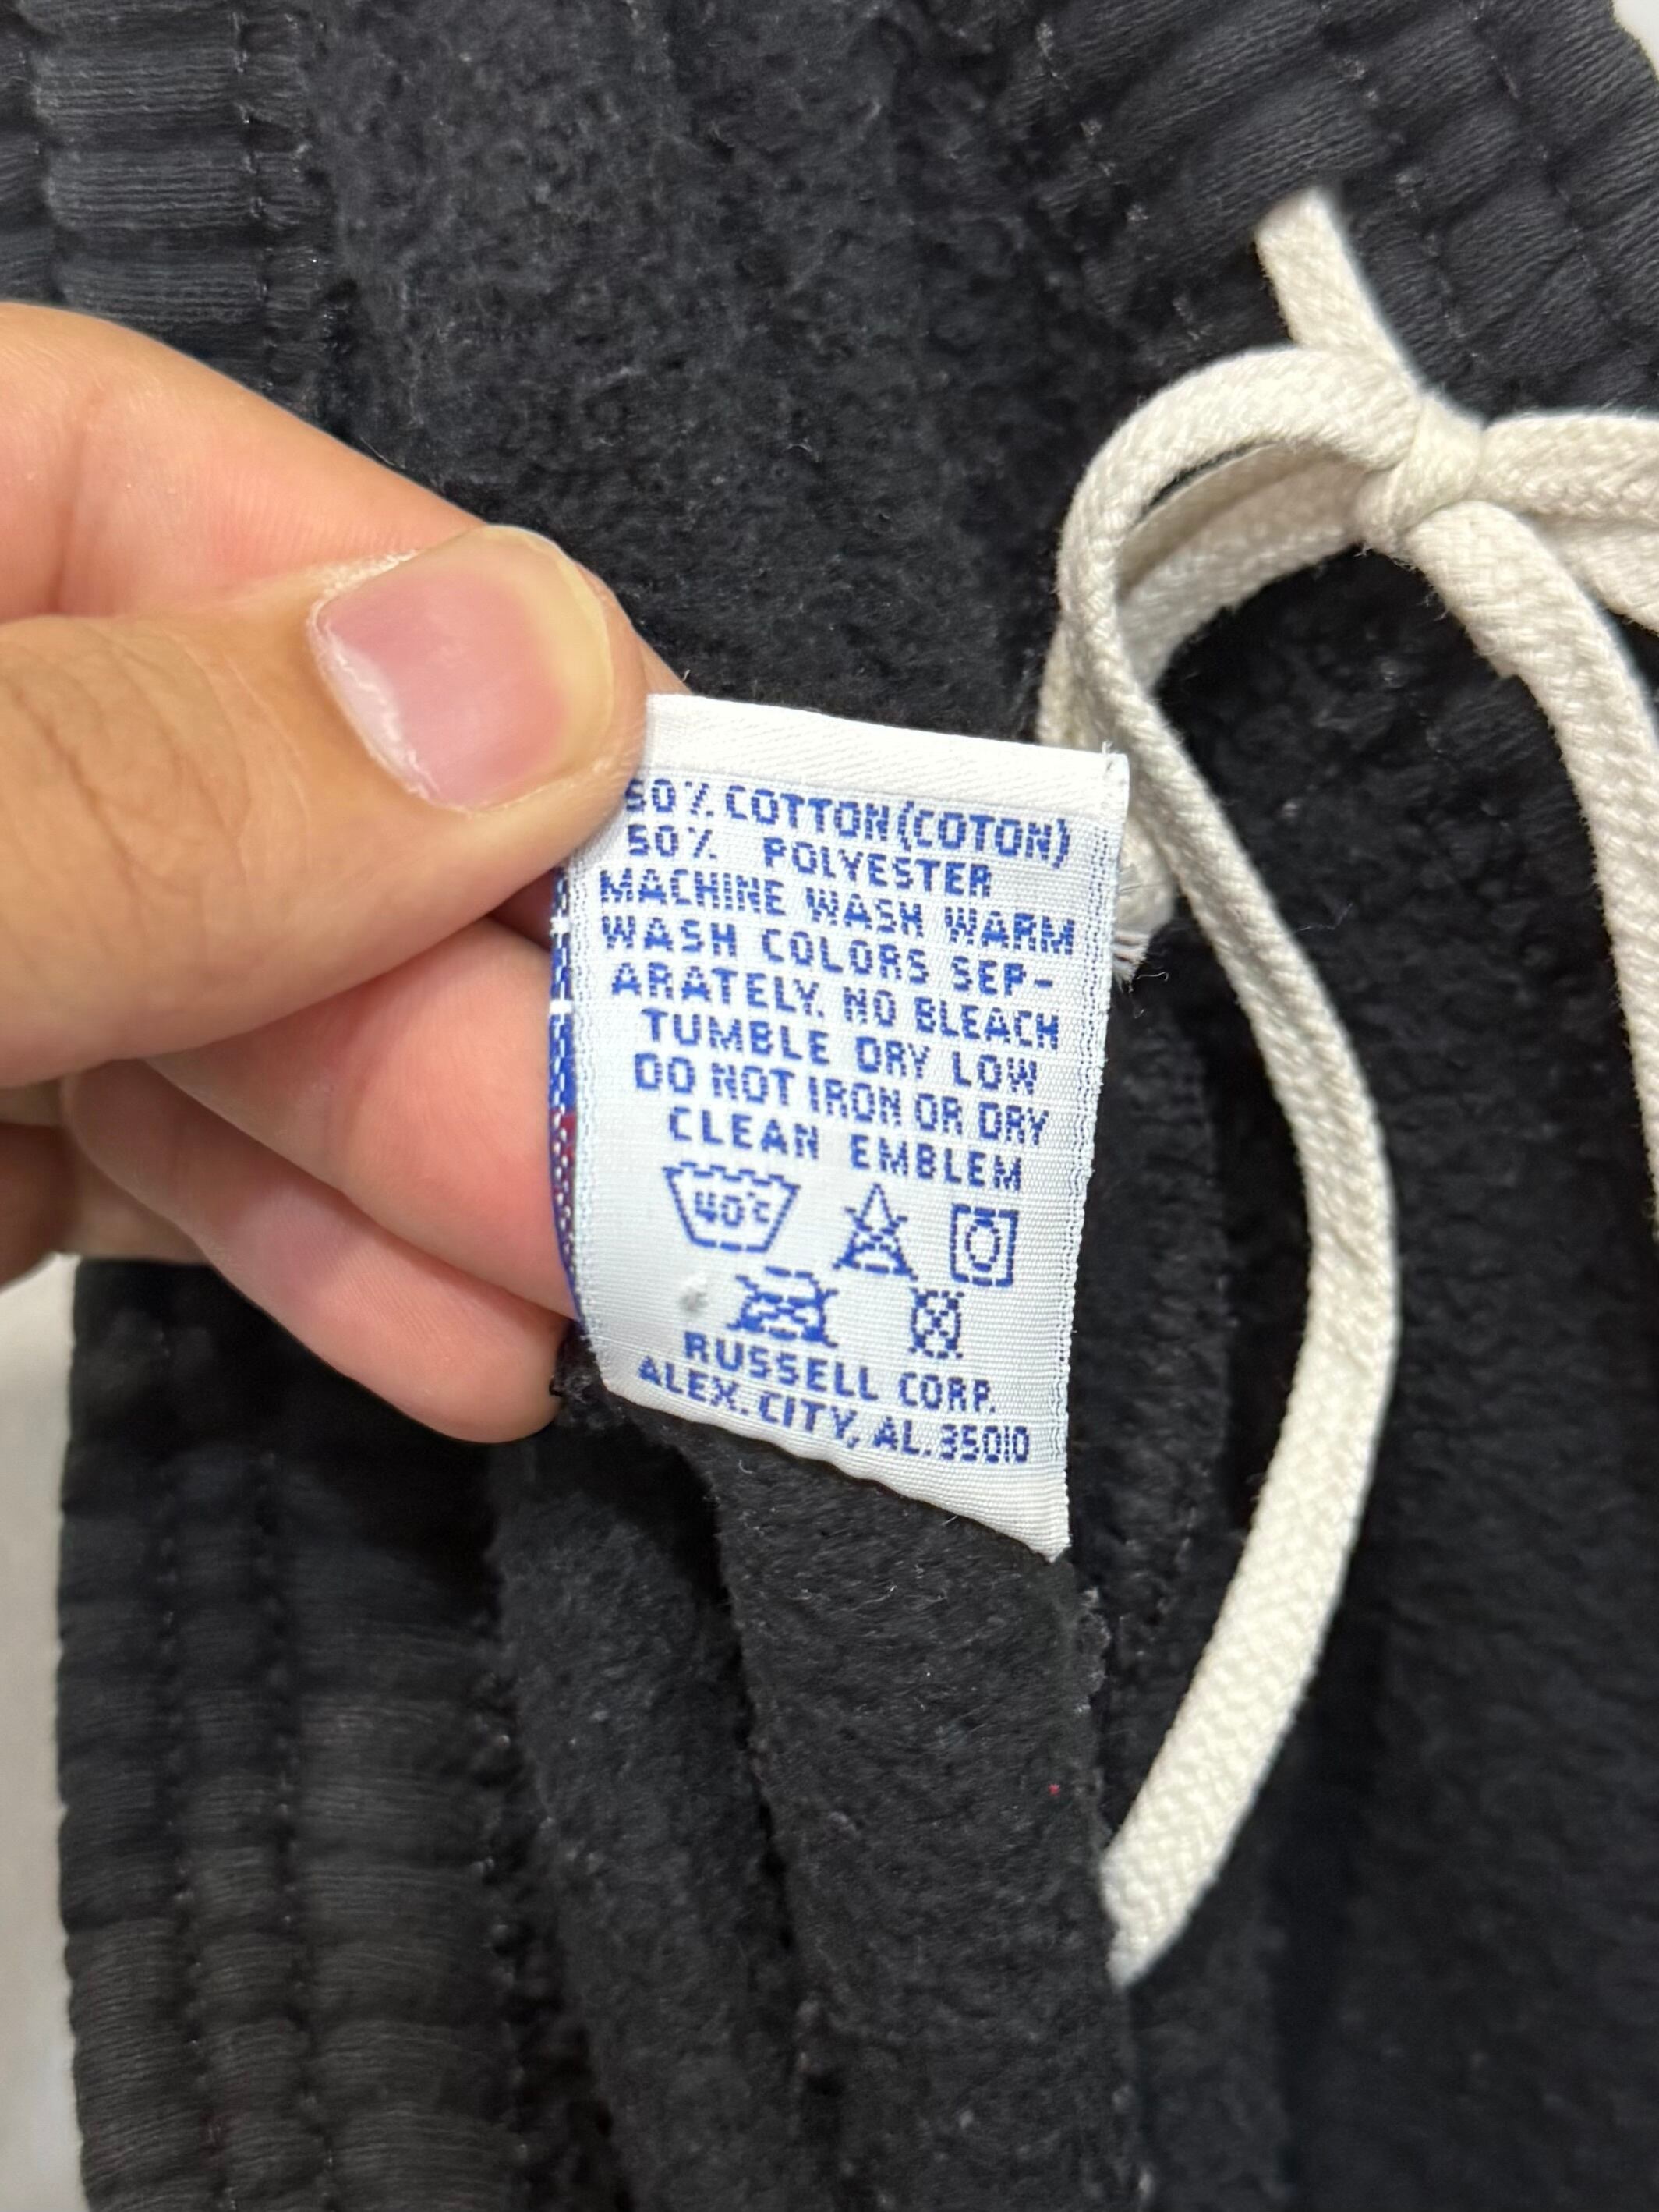 50% COTTON(COTON)
50% POLYESTER
MACHINE WASH WARM
WASH COLORS SEP-
ARATELY. NO BLEACH
TUMBLE DRY LOW
DO NOT IRON OR DRY
CLEAN EMBLEM
40°C
RUSSELL CORP.
ALEX. CITY, AL. 35010